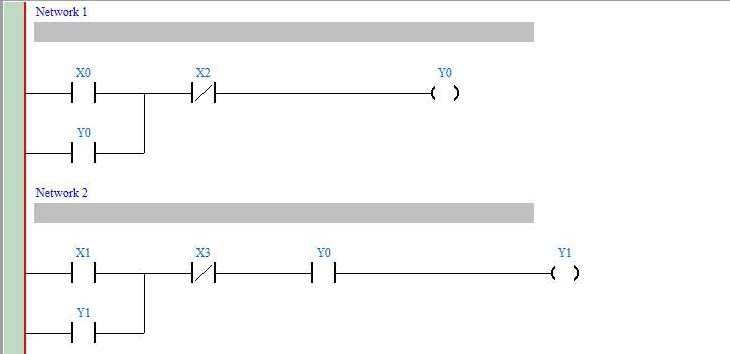 Network 1
X0 X2 Y0
Y0
Network 2
X1 X3 Y0 Y1
Y1